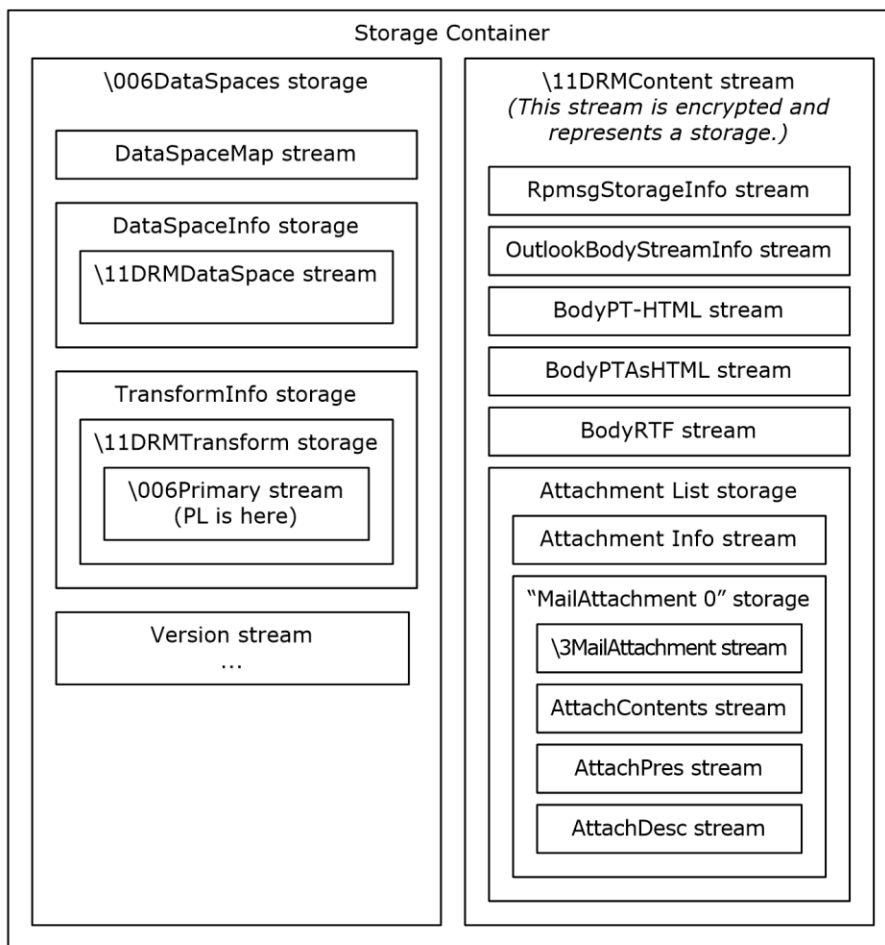 Storage Container
\006DataSpaces storage
DataSpaceMap stream
DataSpaceInfo storage
\11DRMDataSpace stream
TransformInfo storage
\11DRMTransform storage
\006Primary stream
(PL is here)
Version stream
...
\11DRMContent stream
(This stream is encrypted and
represents a storage.)
RpmsgStorageInfo stream
OutlookBodyStreamInfo stream
BodyPT-HTML stream
BodyPTAsHTML stream
BodyRTF stream
Attachment List storage
Attachment Info stream
“MailAttachment 0” storage
\3MailAttachment stream
AttachContents stream
AttachPres stream
AttachDesc stream